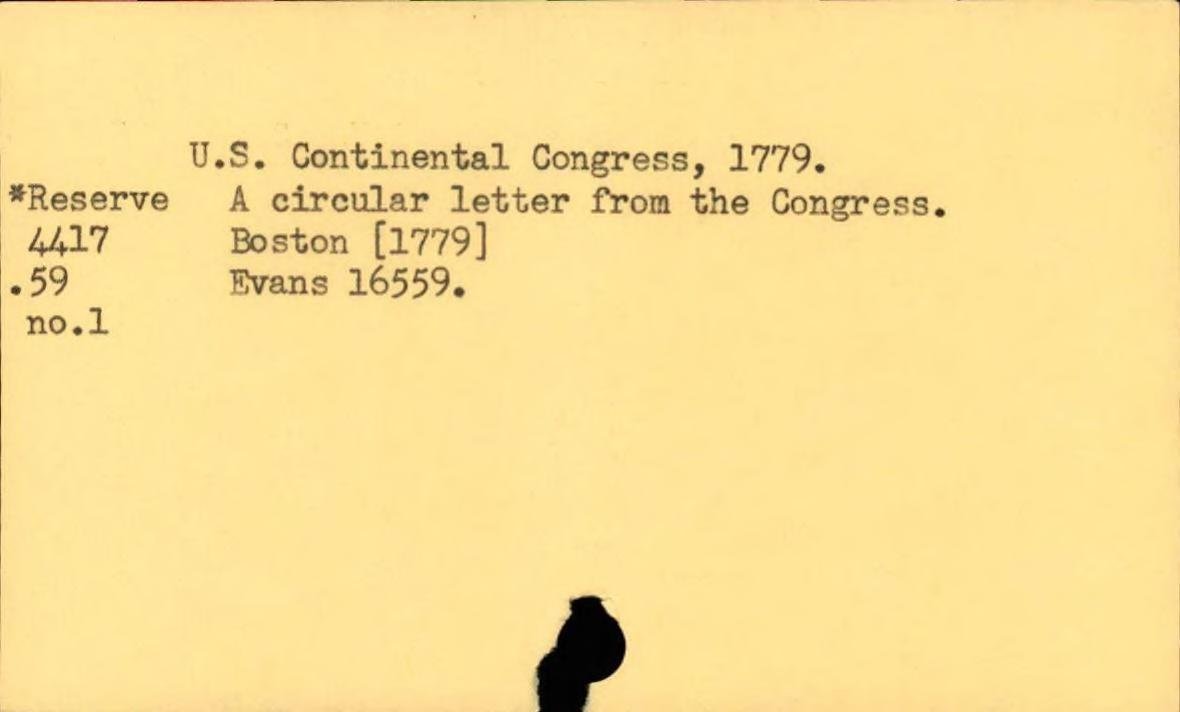 U.S. Continental Congress, 1779.
*Reserve A circular letter from the Congress.
4417 Boston [1779]
.59 Evans 16559.
no.1